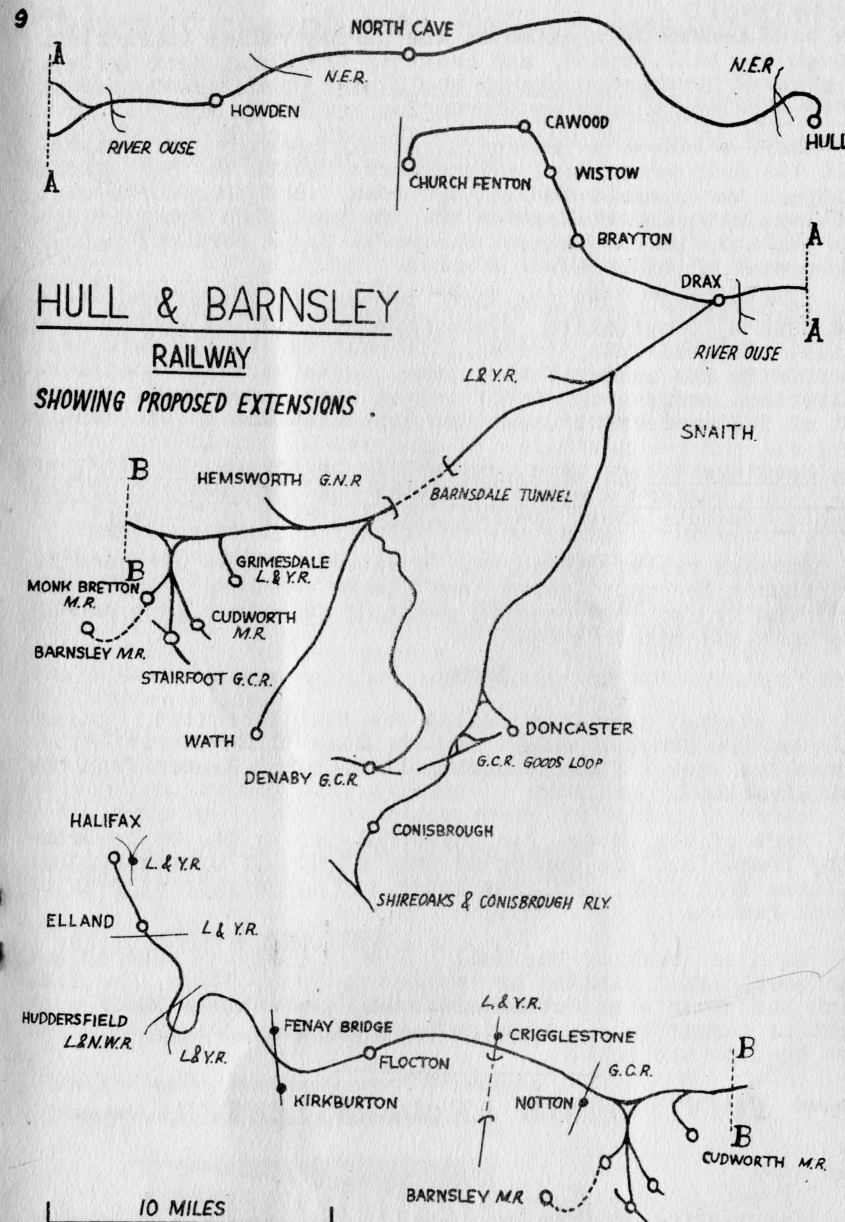 9
NORTH CAVE
A
N.E.R.
N.E.R
HOWDEN
CAWOOD
RIVER OUSE
HULL
A
CHURCH FENTON
WISTOW
BRAYTON
A
DRAX
HULL & BARNSLEY
RAILWAY
A
RIVER OUSE
L & Y.R.
SHOWING PROPOSED EXTENSIONS.
SNAITH.
B
HEMSWORTH G.N.R
BARNSDALE TUNNEL
B
GRIMESDALE
L. & Y.R.
MONK BRETTON
M.R.
CUDWORTH
M.R.
BARNSLEY M.R.
STAIRFOOT G.C.R.
WATH
DONCASTER
G.C.R. GOODS LOOP
DENABY G.C.R.
HALIFAX
CONISBROUGH
L. & Y.R
SHIREOAKS & CONISBROUGH RLY.
ELLAND
L & Y.R.
L. & Y.R.
HUDDERSFIELD
L&N.W.R.
L&Y.R.
FENAY BRIDGE
CRIGGLESTONE
FLOCTON
G.C.R.
B
KIRKBURTON
NOTTON
B
CUDWORTH M.R.
BARNSLEY M.R.
10 MILES